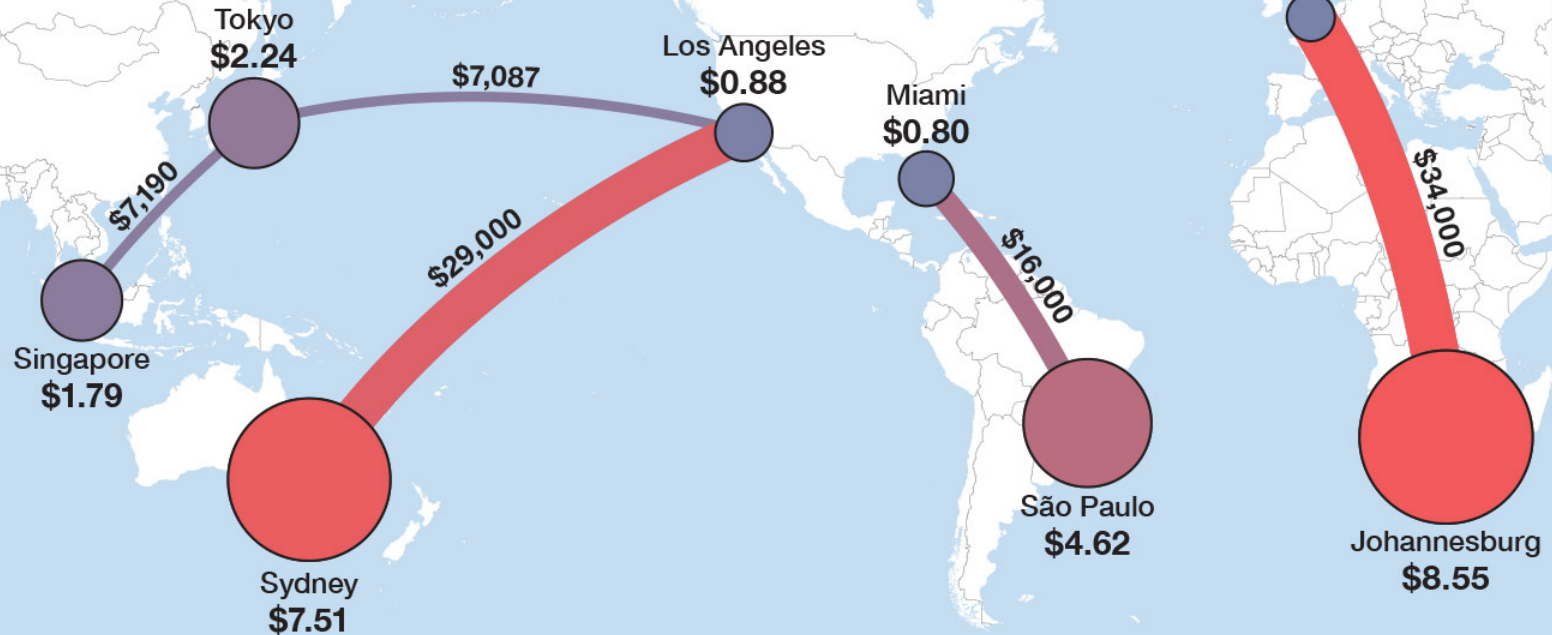 Tokyo
$2.24
Los Angeles
$0.88
$7,087
Miami
$0.80
$7,190
$34,000
$29,000
$16,000
Singapore
$1.79
São Paulo
$4.62
Johannesburg
$8.55
Sydney
$7.51